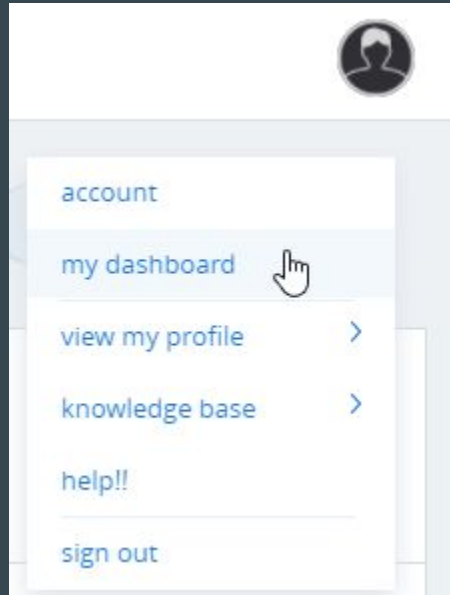 account
my dashboard
view my profile
knowledge base
help!!
sign out